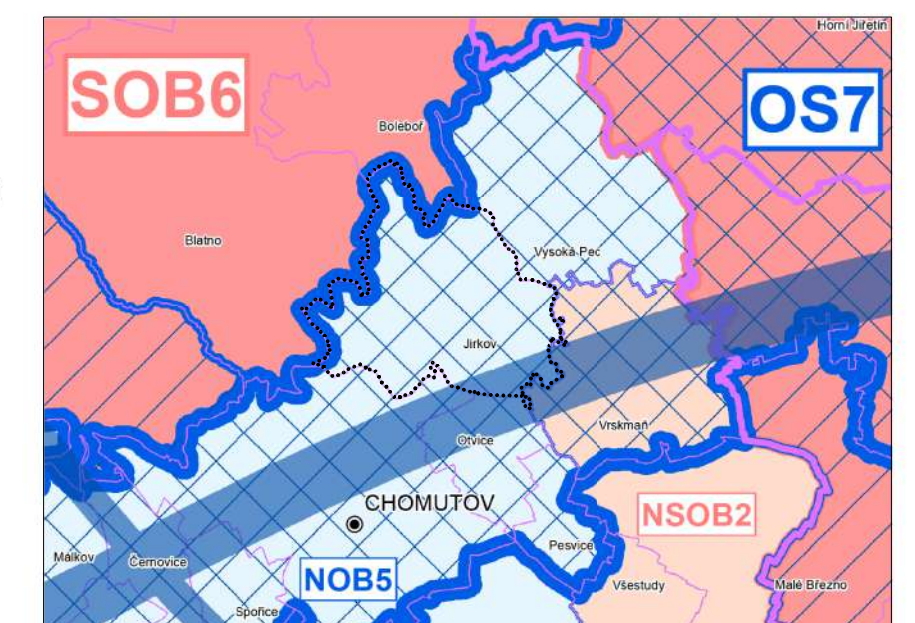 Horní Jiřetín
SOB6
OS7
Boleboř
Blatno
Vysoká Pec
Jirkov
Vrskmaň
Otvice
CHOMUTOV
NSOB2
Pesvice
Málkov
Černovice
NOB5
Všestudy
Malé Březno
Spořice